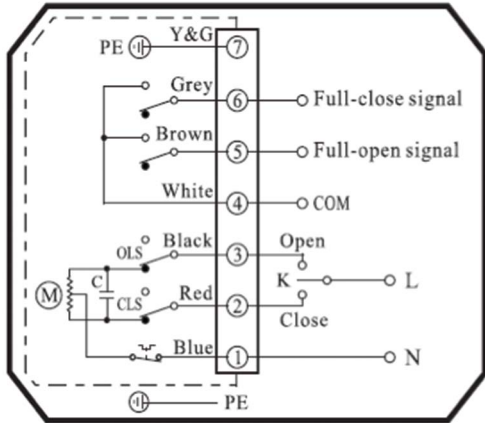 Y&G
PE 7
Grey
6 Full-close signal
Brown
5 Full-open signal
White
4 COM
OLS Black 3 Open
M C K L
CLS Red 2 Close
Blue 1 N
PE